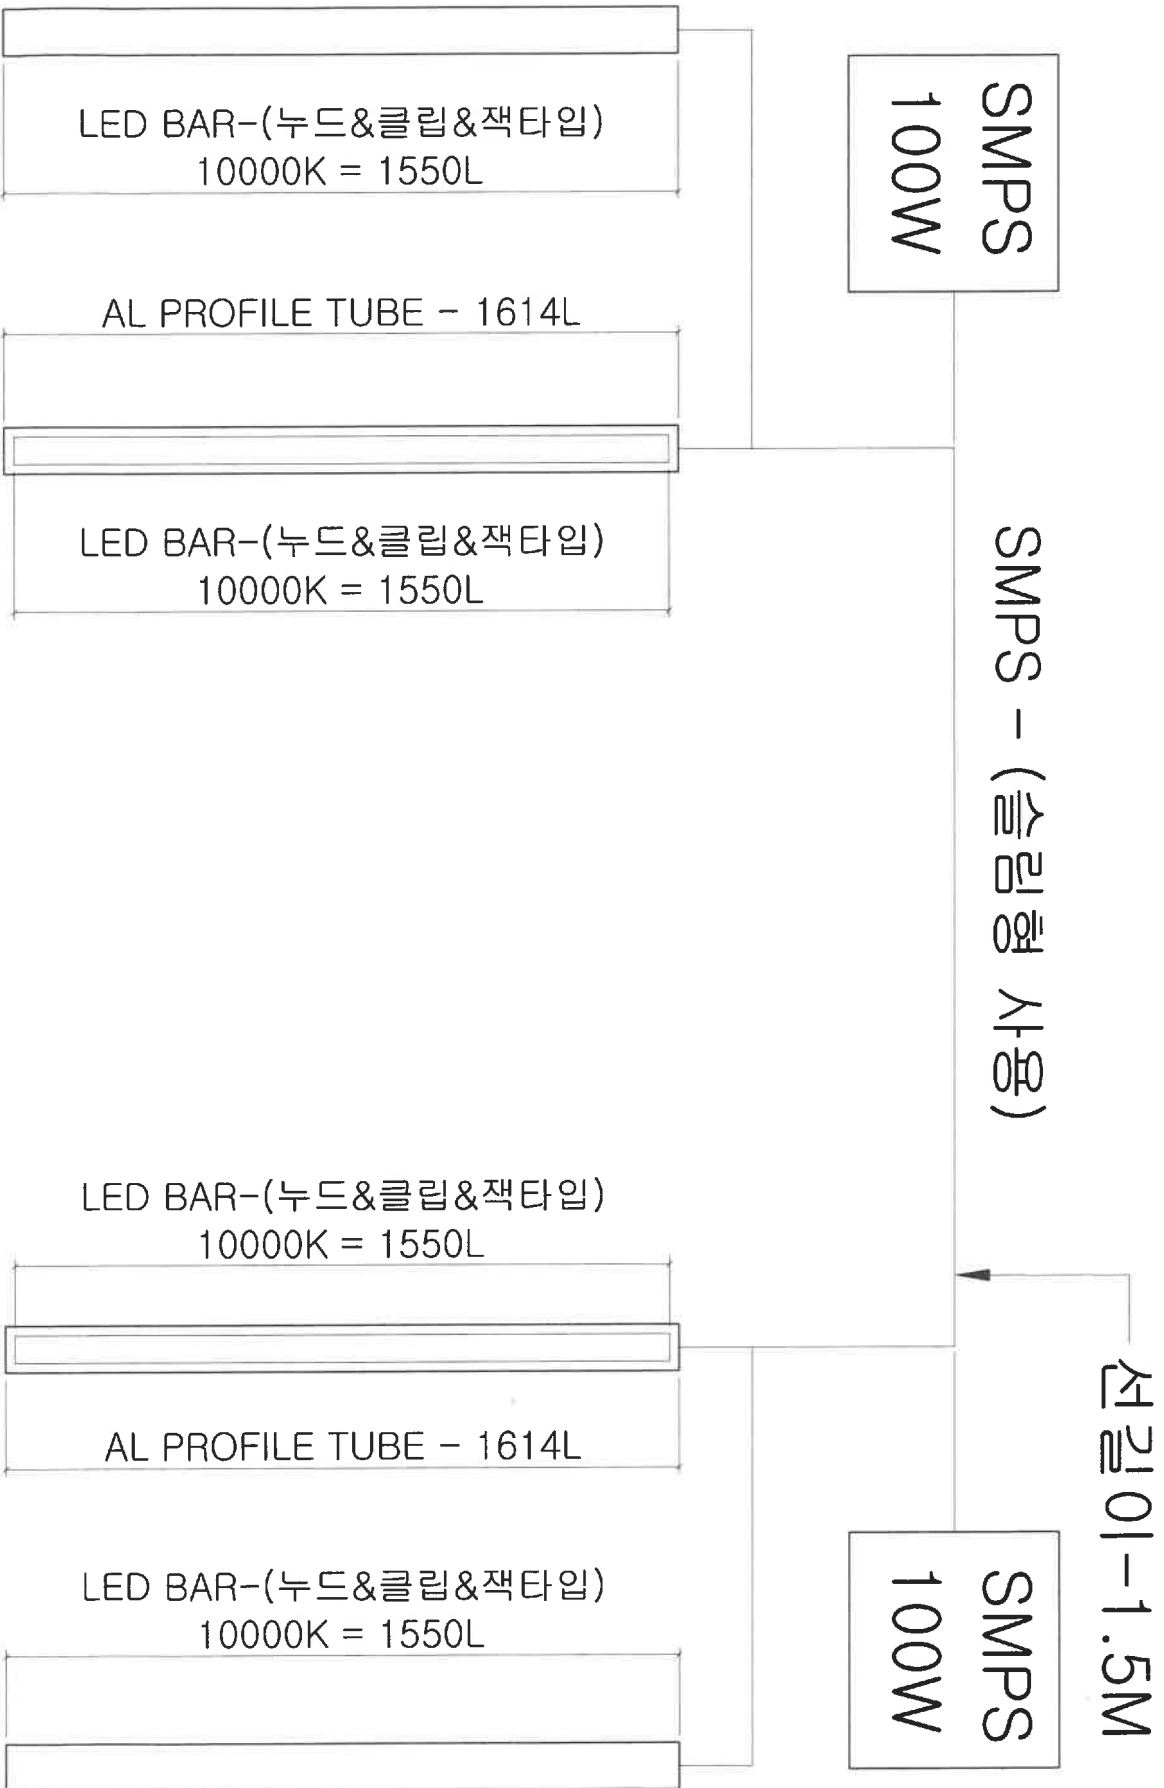 LED BAR-(누드&클립&잭타입)
10000K = 1550L
SMPS
100W
AL PROFILE TUBE - 1614L
LED BAR-(누드&클립&잭타입)
10000K = 1550L
SMPS - (슬림형 사용)
LED BAR-(누드&클립&잭타입)
10000K = 1550L
선길이-1.5M
AL PROFILE TUBE - 1614L
LED BAR-(누드&클립&잭타입)
10000K = 1550L
SMPS
100W